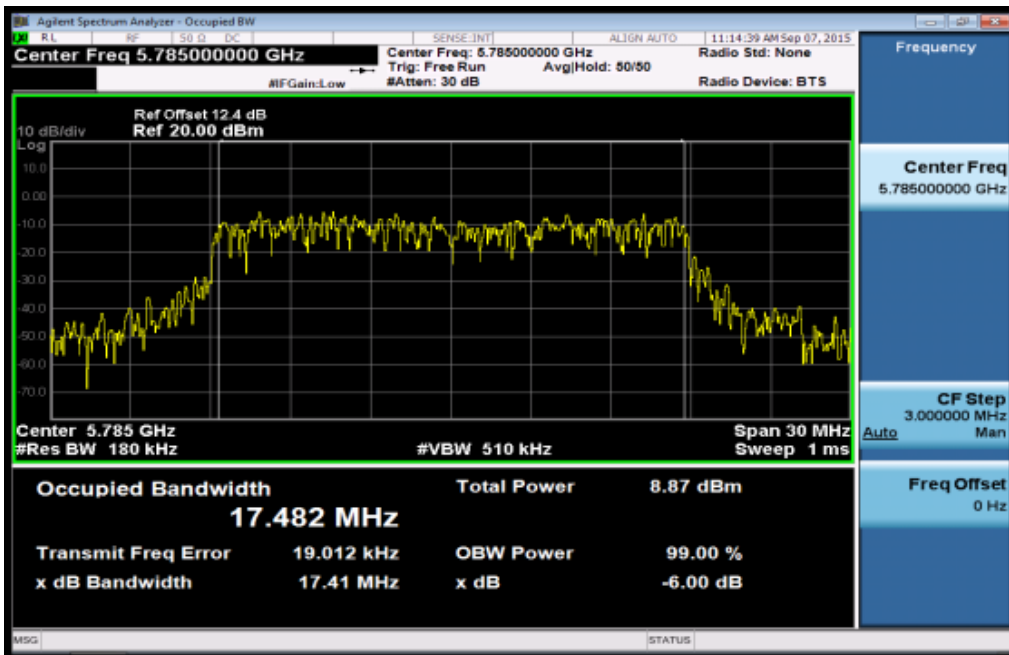 Agilent Spectrum Analyzer - Occupied BW
RL RF 50 Ω DC SENSE:INT ALIGN AUTO 11:14:39 AM Sep 07, 2015
Center Freq 5.785000000 GHz
Center Freq: 5.785000000 GHz
Radio Std: None
Trig: Free Run Avg|Hold: 50/50
#IFGain:Low
#Atten: 30 dB
Radio Device: BTS
Ref Offset 12.4 dB
10 dB/div Ref 20.00 dBm
Log
10.0
0.00
-10.0
-20.0
-30.0
-40.0
-50.0
-60.0
-70.0
Center 5.785 GHz Span 30 MHz
#Res BW 180 kHz #VBW 510 kHz Sweep 1 ms
Occupied Bandwidth Total Power 8.87 dBm
17.482 MHz
Transmit Freq Error 19.012 kHz OBW Power 99.00 %
x dB Bandwidth 17.41 MHz x dB -6.00 dB
MSG STATUS
Frequency
Center Freq
5.785000000 GHz
CF Step
3.000000 MHz
Auto Man
Freq Offset
0 Hz